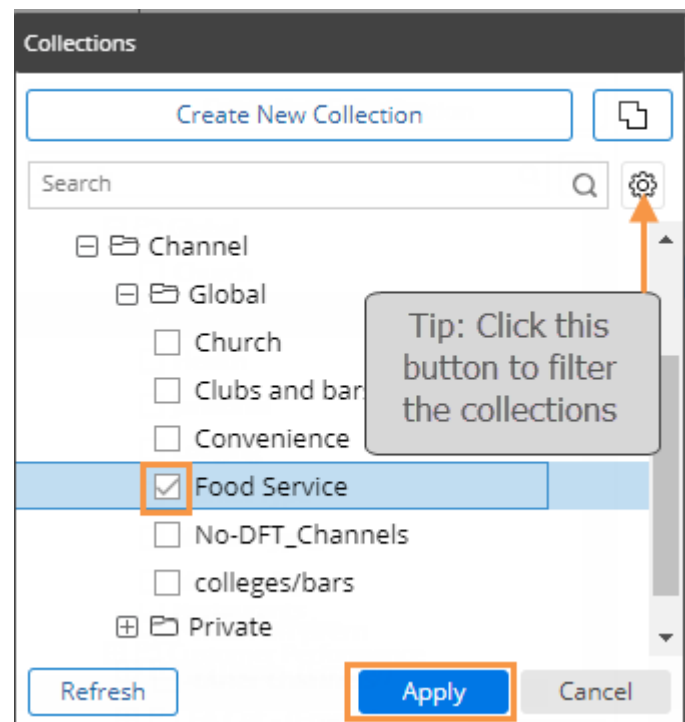 Collections
Create New Collection
Search
Channel
Global
Church
Clubs and bar
Convenience
Food Service
No-DFT_Channels
colleges/bars
Private
Tip: Click this
button to filter
the collections
Refresh
Apply
Cancel